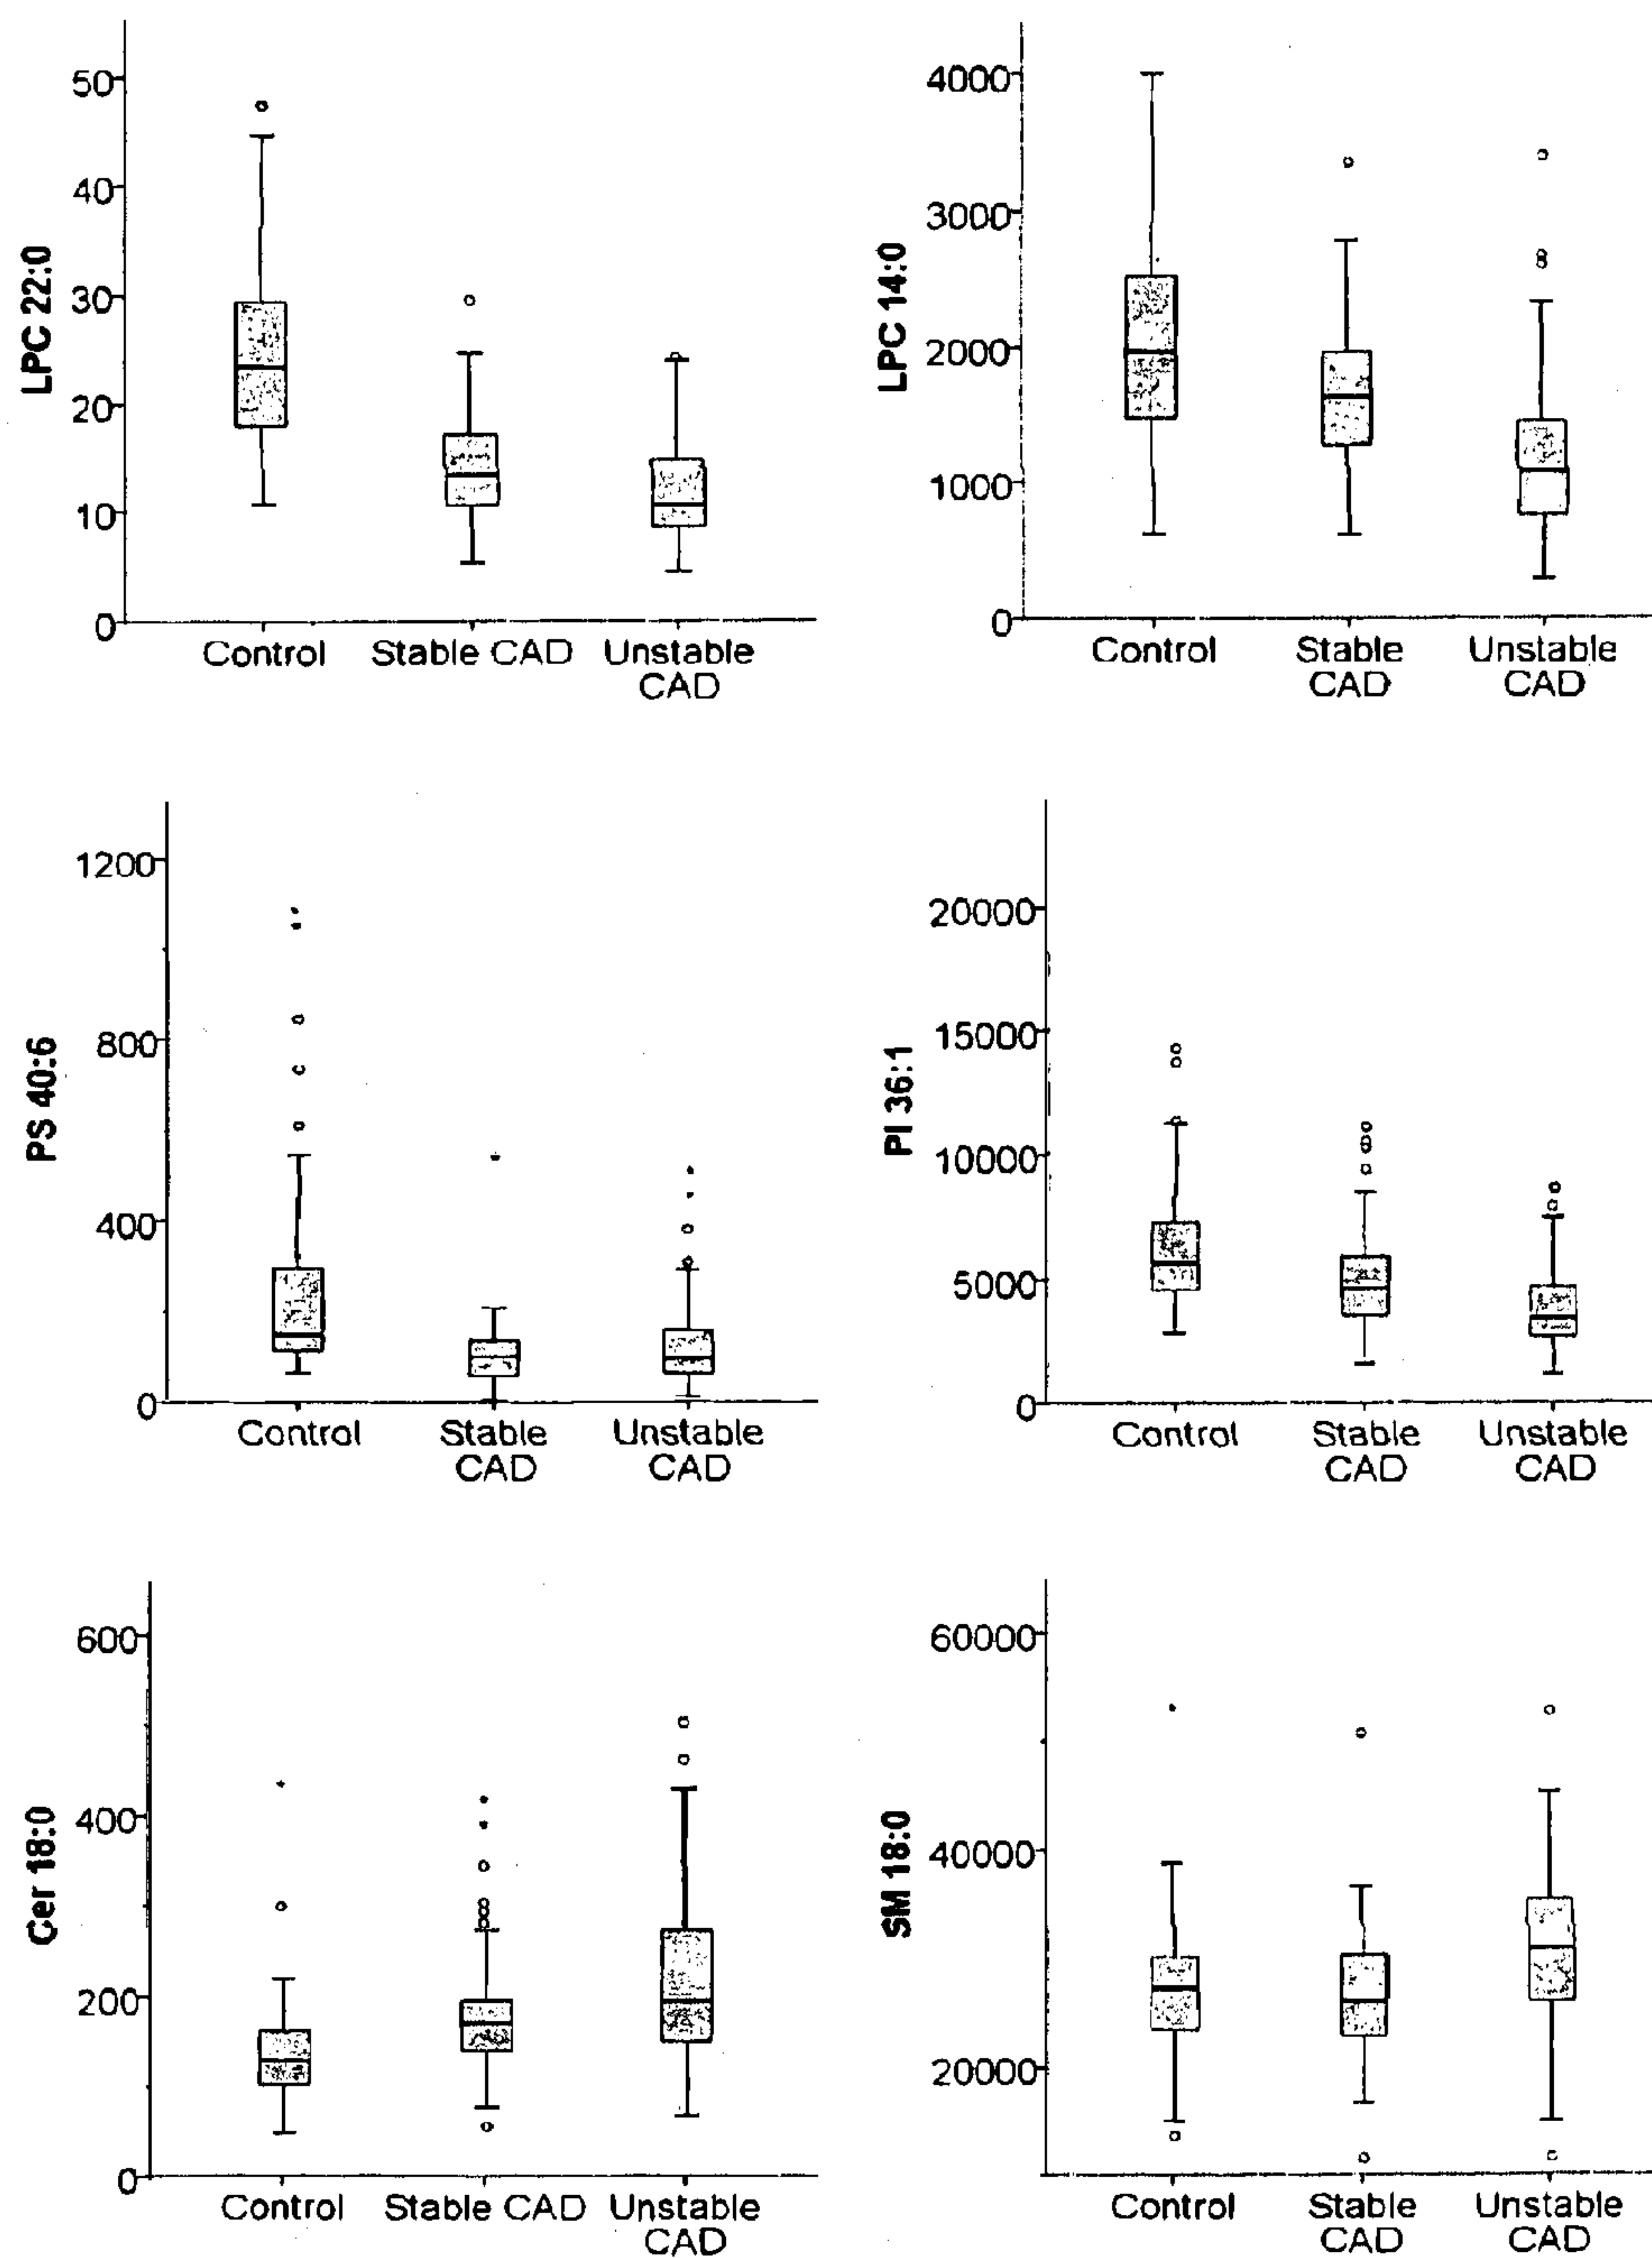 LPC 22:0
50
40
30
20
10
0
Control
Stable CAD
Unstable
CAD
LPC 14:0
4000
3000
2000
1000
0
Control
Stable
CAD
Unstable
CAD
PS 40:6
1200
800
400
0
Control
Stable
CAD
Unstable
CAD
PI 36:1
20000
15000
10000
5000
0
Control
Stable
CAD
Unstable
CAD
Cer 18:0
600
400
200
0
Control
Stable CAD
Unstable
CAD
SM 18:0
60000
40000
20000
Control
Stable
CAD
Unstable
CAD